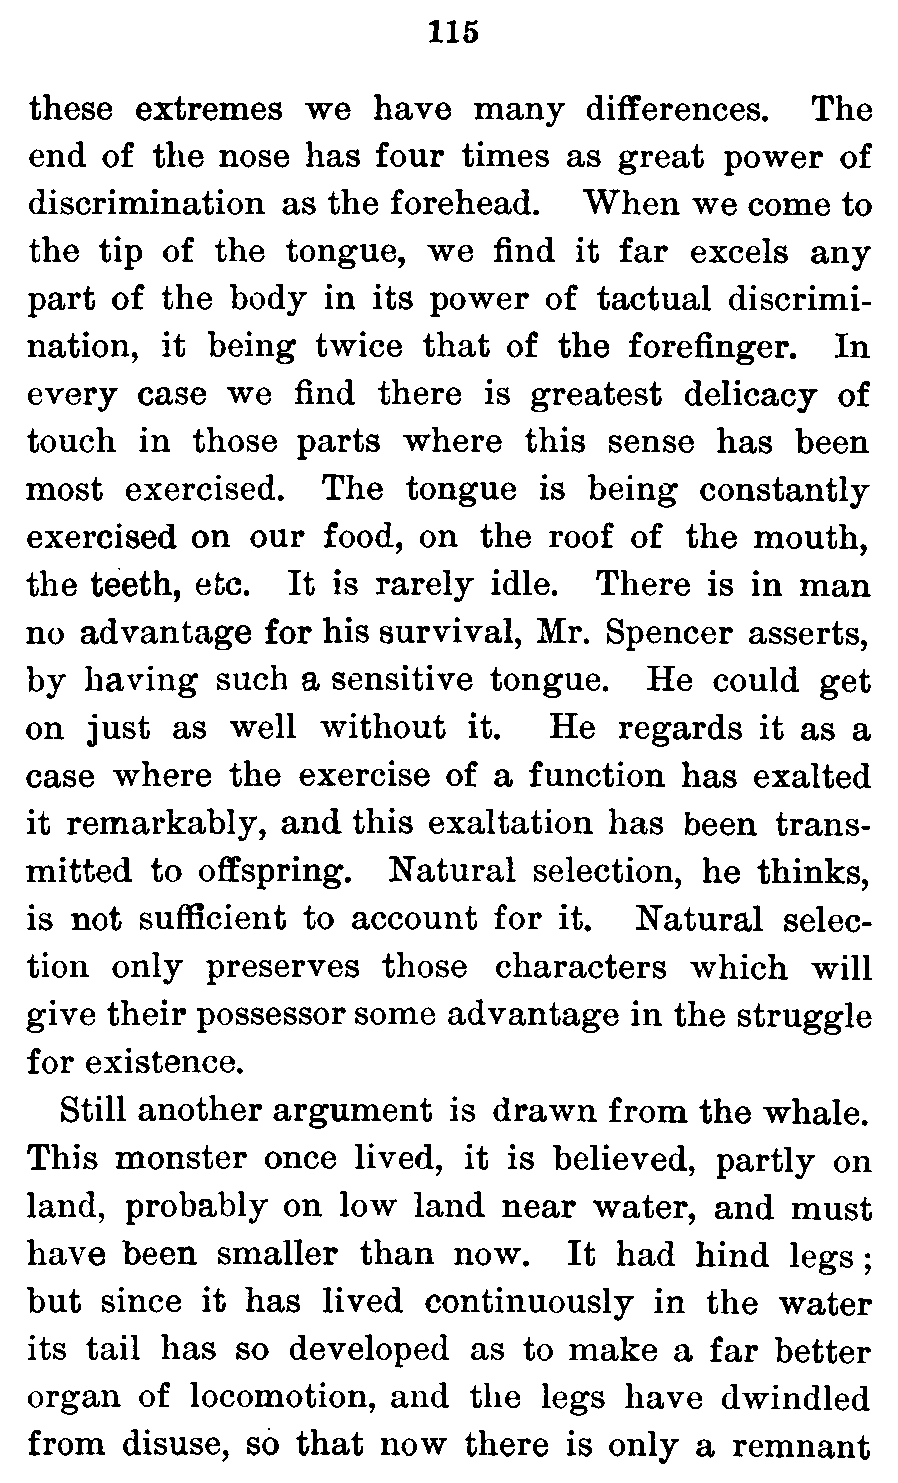 115
these extremes we have many differences. The
end of the nose has four times as great power of
discrimination as the forehead. When we come to
the tip of the tongue, we find it far excels any
part of the body in its power of tactual discrimi-
nation, it being twice that of the forefinger. In
every case we find there is greatest delicacy of
touch in those parts where this sense has been
most exercised. The tongue is being constantly
exercised on our food, on the roof of the mouth,
the teeth, etc. It is rarely idle. There is in man
no advantage for his survival, Mr. Spencer asserts,
by having such a sensitive tongue. He could get
on just as well without it. He regards it as a
case where the exercise of a function has exalted
it remarkably, and this exaltation has been trans-
mitted to offspring. Natural selection, he thinks,
is not sufficient to account for it. Natural selec-
tion only preserves those characters which will
give their possessor some advantage in the struggle
for existence.
Still another argument is drawn from the whale.
This monster once lived, it is believed, partly on
land, probably on low land near water, and must
have been smaller than now. It had hind legs;
but since it has lived continuously in the water
its tail has so developed as to make a far better
organ of locomotion, and the legs have dwindled
from disuse, so that now there is only a remnant